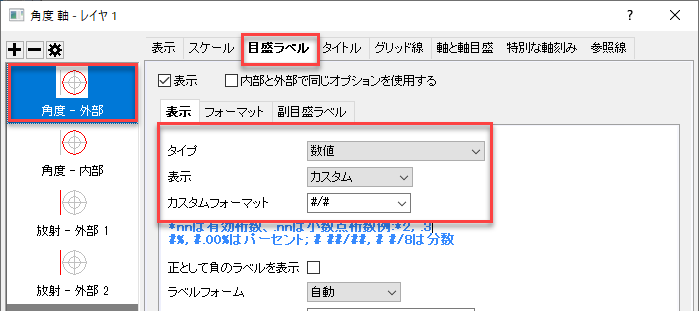 角度 軸 - レイヤ 1
表示 スケール 目盛ラベル タイトル グリッド線 軸と軸目盛 特別な軸刻み 参照線
表示 内部と外部で同じオプションを使用する
角度 - 外部
角度 - 内部
放射 - 外部 1
放射 - 外部 2
表示 フォーマット 副目盛ラベル
タイプ 数値
表示 カスタム
カスタムフォーマット #/#
*nnは有効桁数、.nnは小数点桁数例:*2, .3
#%, #.00%はパーセント; # ##/##, # #/8は分数
正として負のラベルを表示
ラベルフォーム 自動